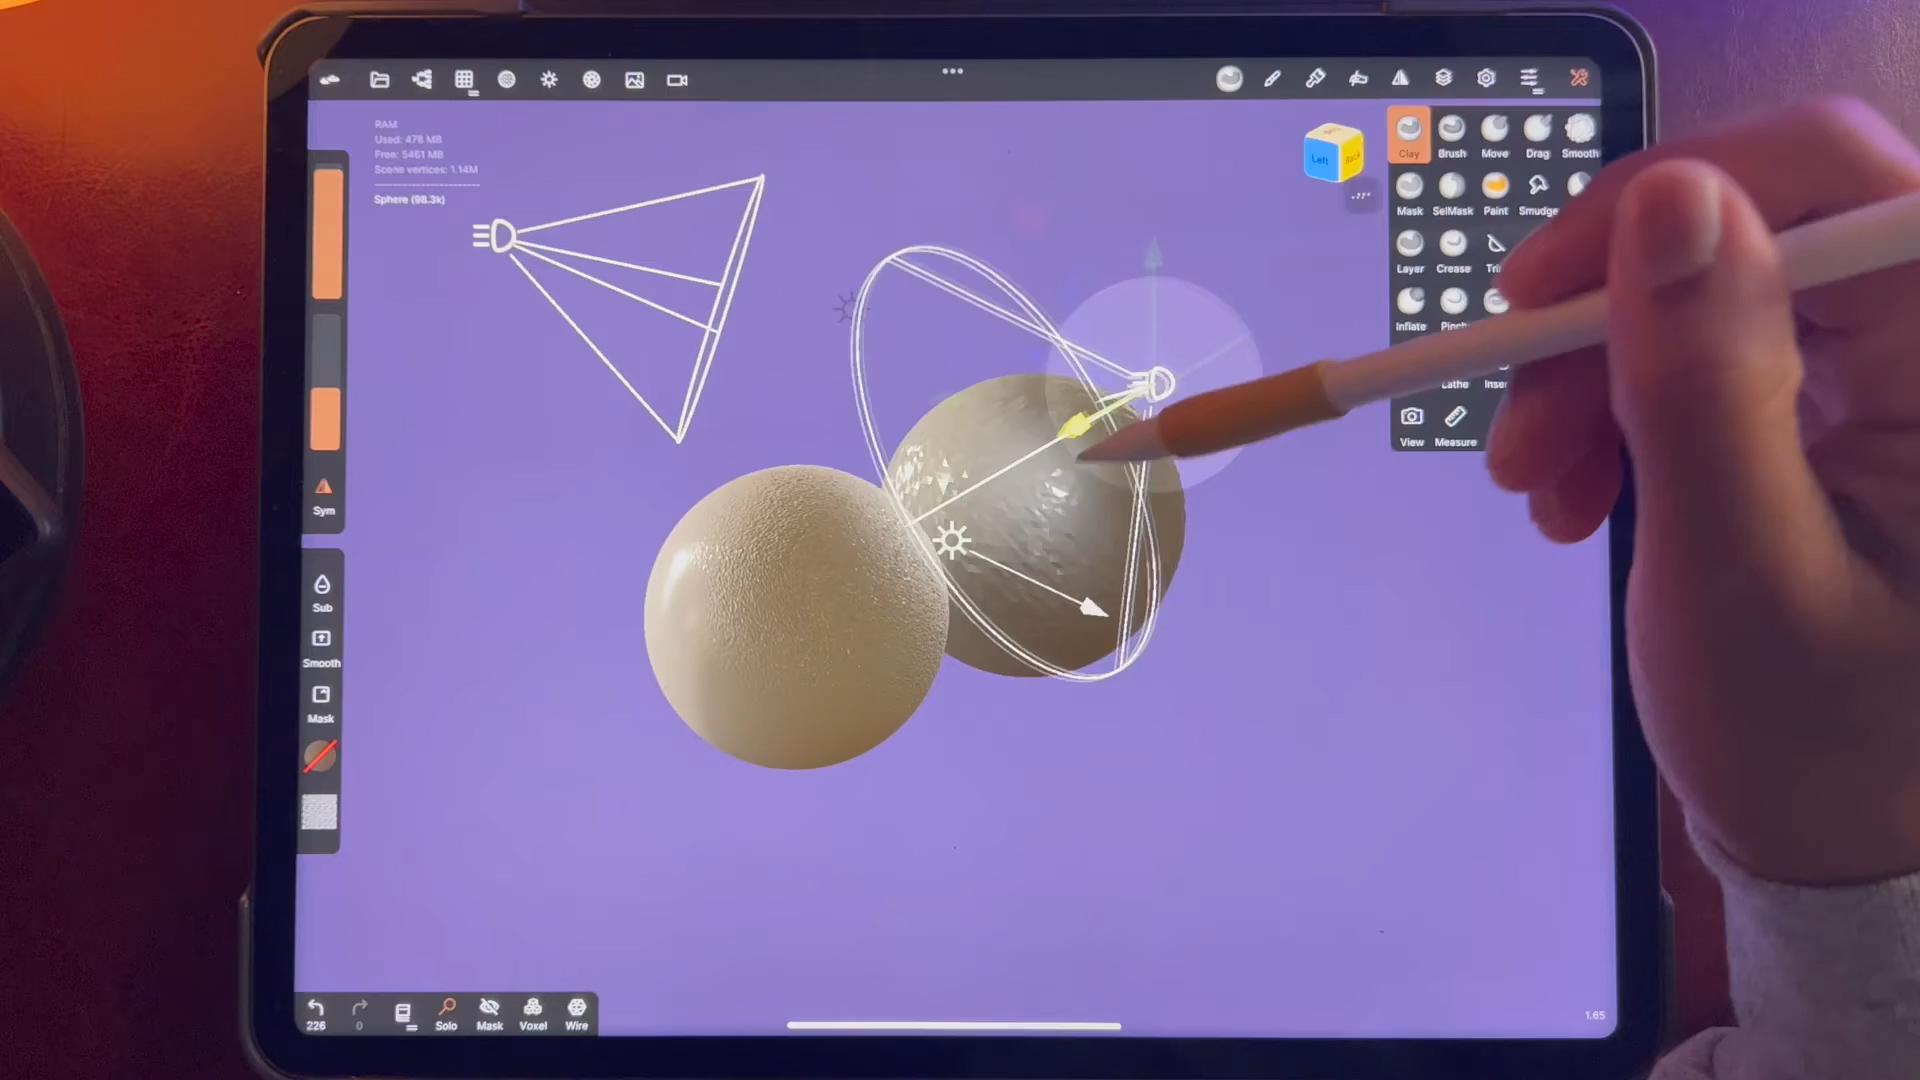 RAM
Used: 478 MB
Free: 5461 MB
Scene vertices: 1.14M
Sphere (98.3k)
Left
Back
Clay
Brush
Move
Drag
Smooth
Mask
SelMask
Paint
Smudge
Layer
Crease
Inflate
Lathe
View
Measure
Sym
Sub
Smooth
Mask
226
0
Solo
Mask
Voxel
Wire
1.65